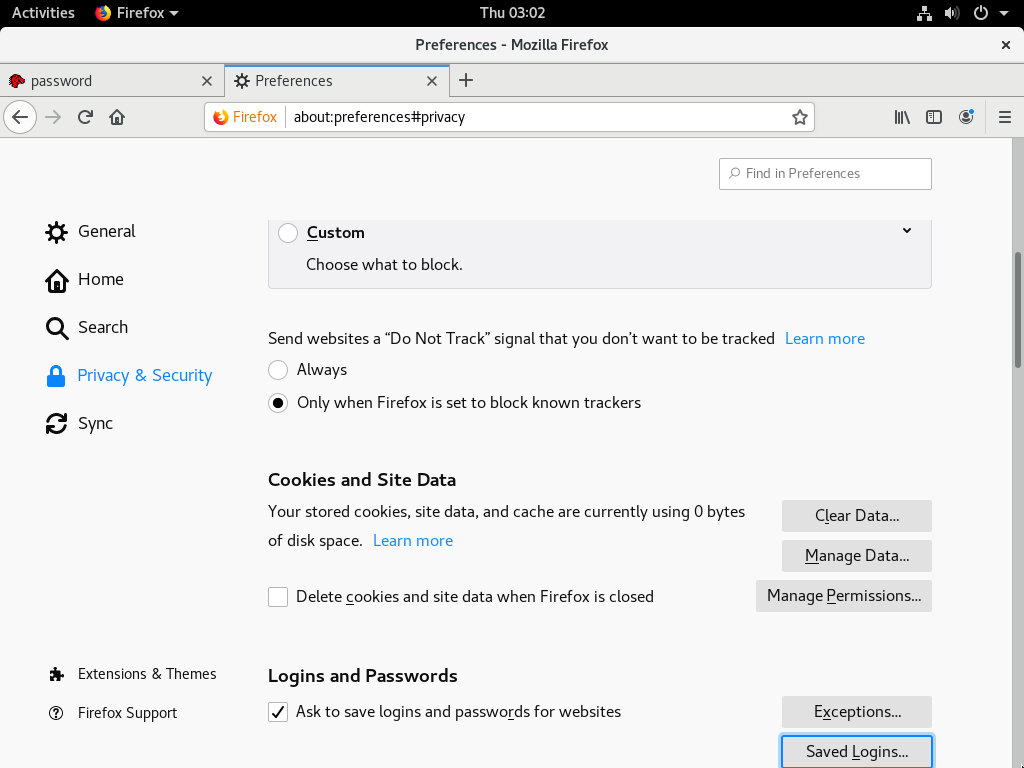 Activities Firefox Thu 03:02
Preferences - Mozilla Firefox
password Preferences
Firefox about:preferences#privacy
Find in Preferences
General
Home
Search
Privacy & Security
Sync
Extensions & Themes
Firefox Support
Custom
Choose what to block.
Send websites a “Do Not Track” signal that you don’t want to be tracked Learn more
Always
Only when Firefox is set to block known trackers
Cookies and Site Data
Your stored cookies, site data, and cache are currently using 0 bytes
of disk space. Learn more
Clear Data...
Manage Data...
Delete cookies and site data when Firefox is closed
Manage Permissions...
Logins and Passwords
Ask to save logins and passwords for websites
Exceptions...
Saved Logins...